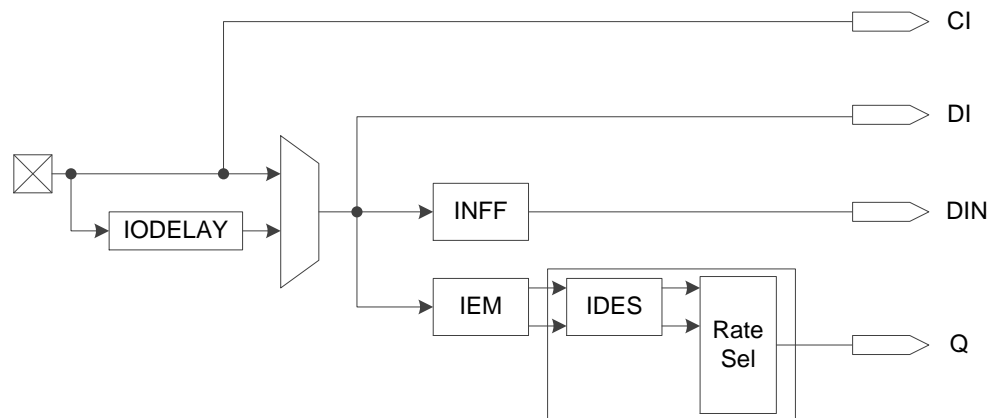 CI
DI
IODELAY
INFF
DIN
IEM
IDES
Rate
Sel
Q